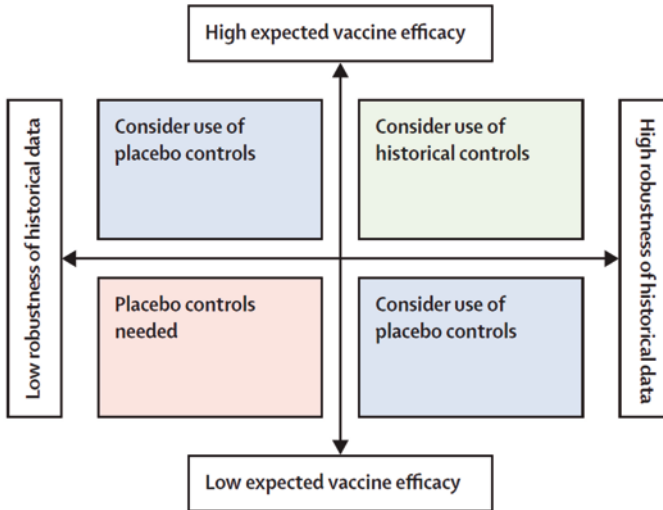 High expected vaccine efficacy
Low robustness of historical data
Consider use of
placebo controls
Consider use of
historical controls
High robustness of historical data
Placebo controls
needed
Consider use of
placebo controls
Low expected vaccine efficacy